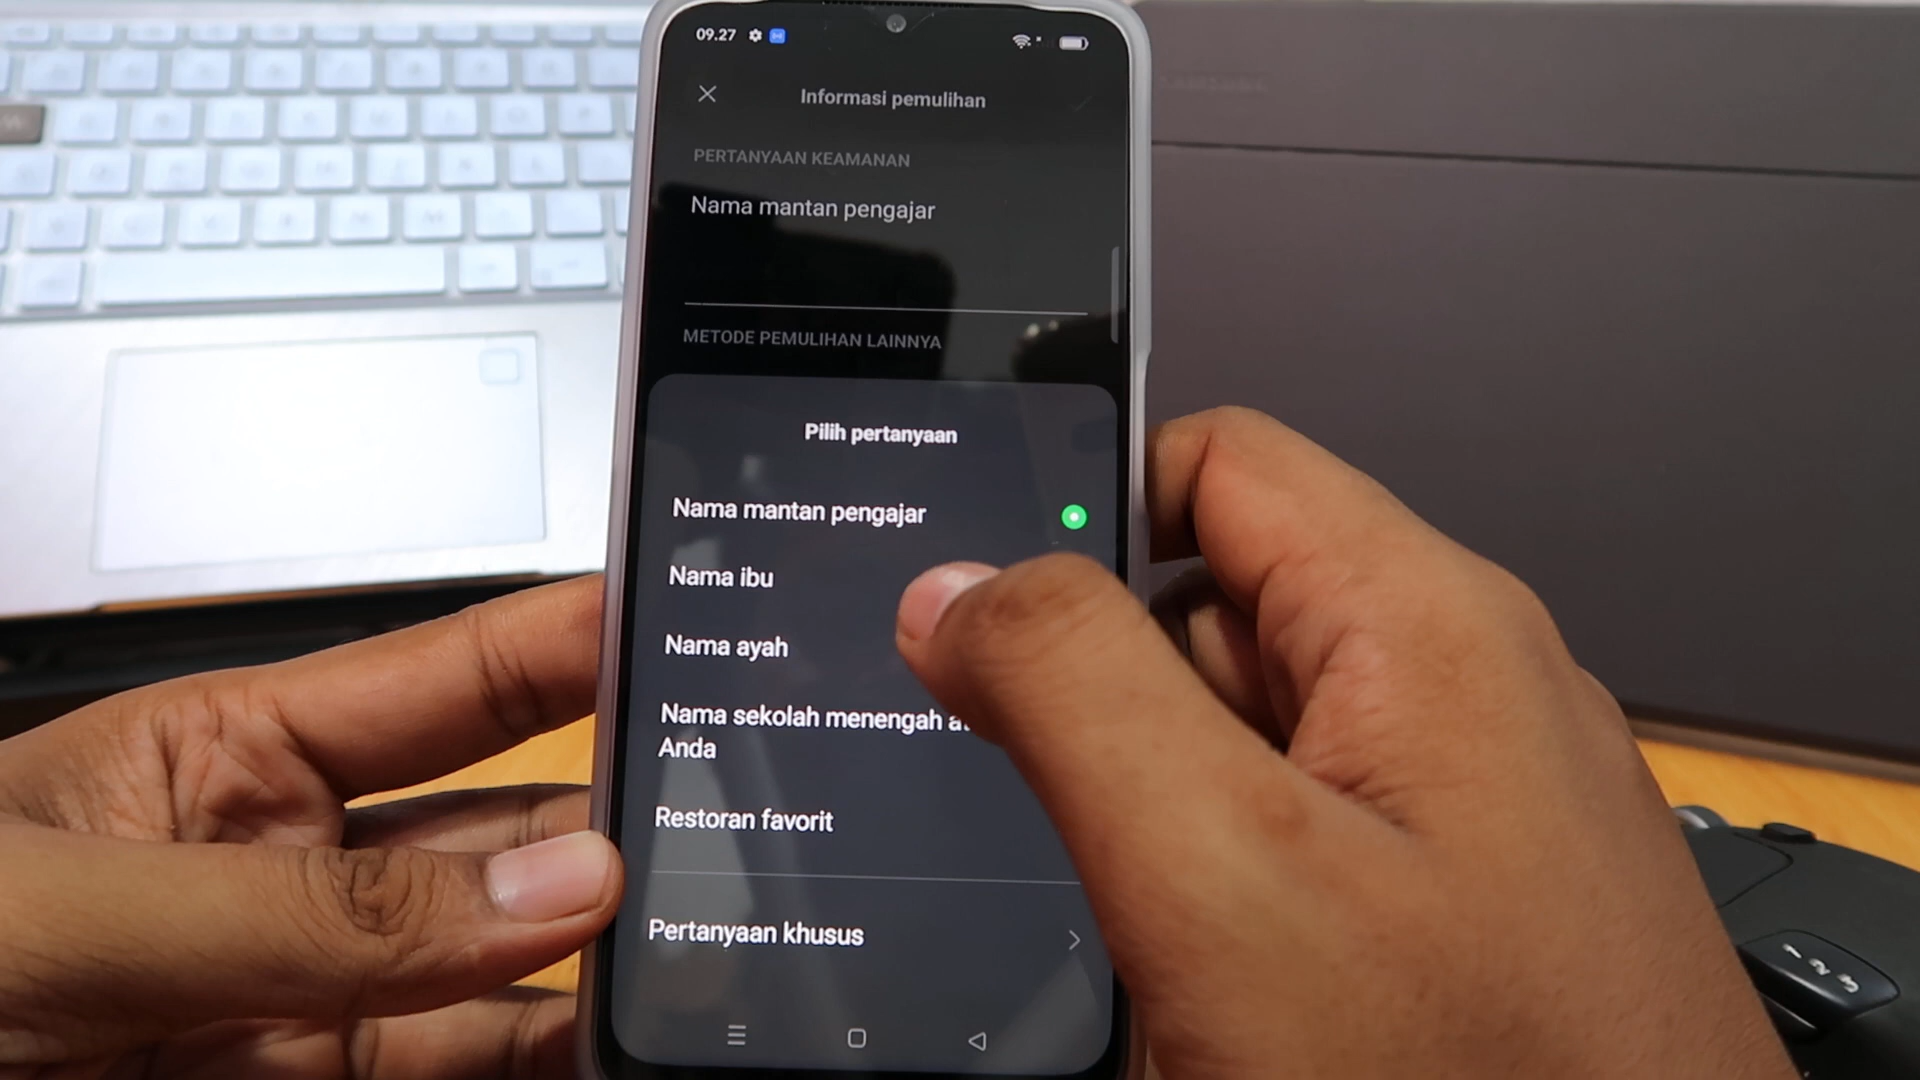 09.27
Informasi pemulihan
PERTANYAAN KEAMANAN
Nama mantan pengajar
METODE PEMULIHAN LAINNYA
Pilih pertanyaan
Nama mantan pengajar
Nama ibu
Nama ayah
Nama sekolah menengah
Anda
Restoran favorit
Pertanyaan khusus